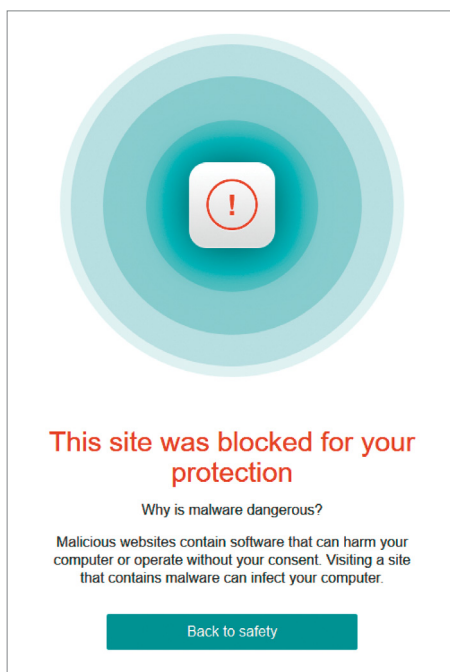 !
This site was blocked for your
protection
Why is malware dangerous?
Malicious websites contain software that can harm your
computer or operate without your consent. Visiting a site
that contains malware can infect your computer.
Back to safety